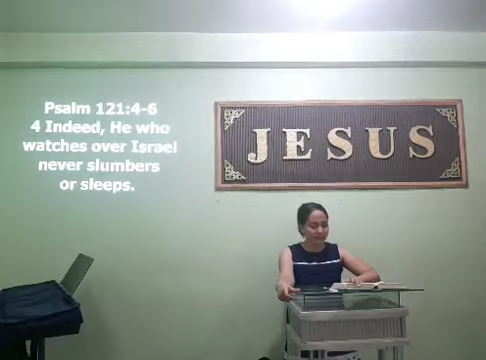 Psalm 121:4-6
4 Indeed, He who
watches over Israel
never slumbers
or sleeps.
JESUS